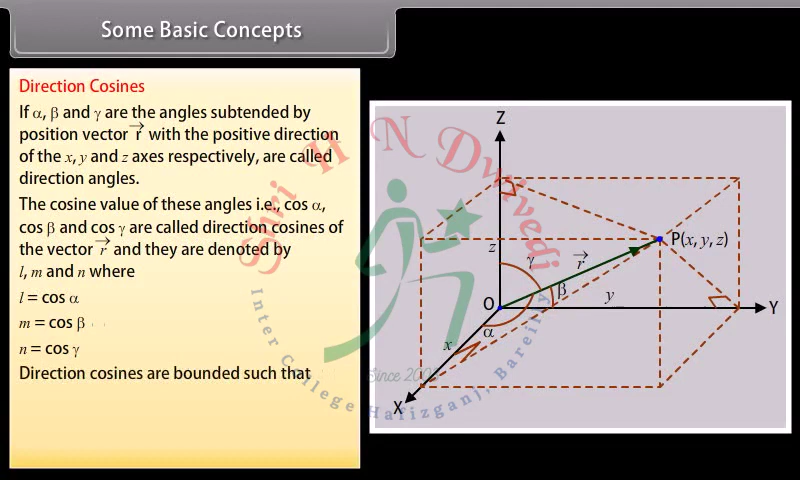 Some Basic Concepts
Direction Cosines
If α, β and γ are the angles subtended by
position vector r⃗ with the positive direction
of the x, y and z axes respectively, are called
direction angles.
The cosine value of these angles i.e., cos α,
cos β and cos γ are called direction cosines of
the vector r⃗ and they are denoted by
l, m and n where
l = cos α
m = cos β
n = cos γ
Direction cosines are bounded such that
Z
P(x, y, z)
z
γ
r⃗
β
y
O
Y
α
x
X
Shri H N Dwivedi
Inter College Hafizganj, Bareilly
Since 200